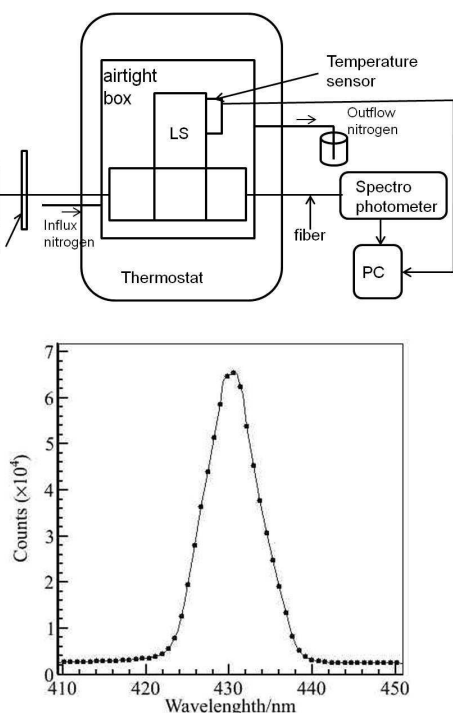 airtight
box
LS
Temperature
sensor
Outflow
nitrogen
Influx
nitrogen
Spectro
photometer
fiber
PC
Thermostat
7
6
5
4
3
2
1
0
Counts (×10⁴)
410 420 430 440 450
Wavelenghth/nm